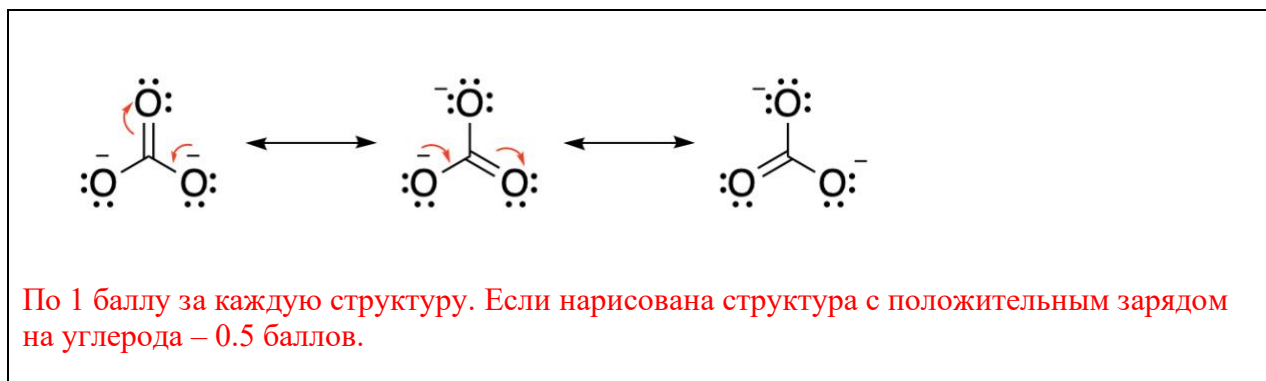 O O O
O O O O O O
По 1 баллу за каждую структуру. Если нарисована структура с положительным зарядом
на углерода – 0.5 баллов.